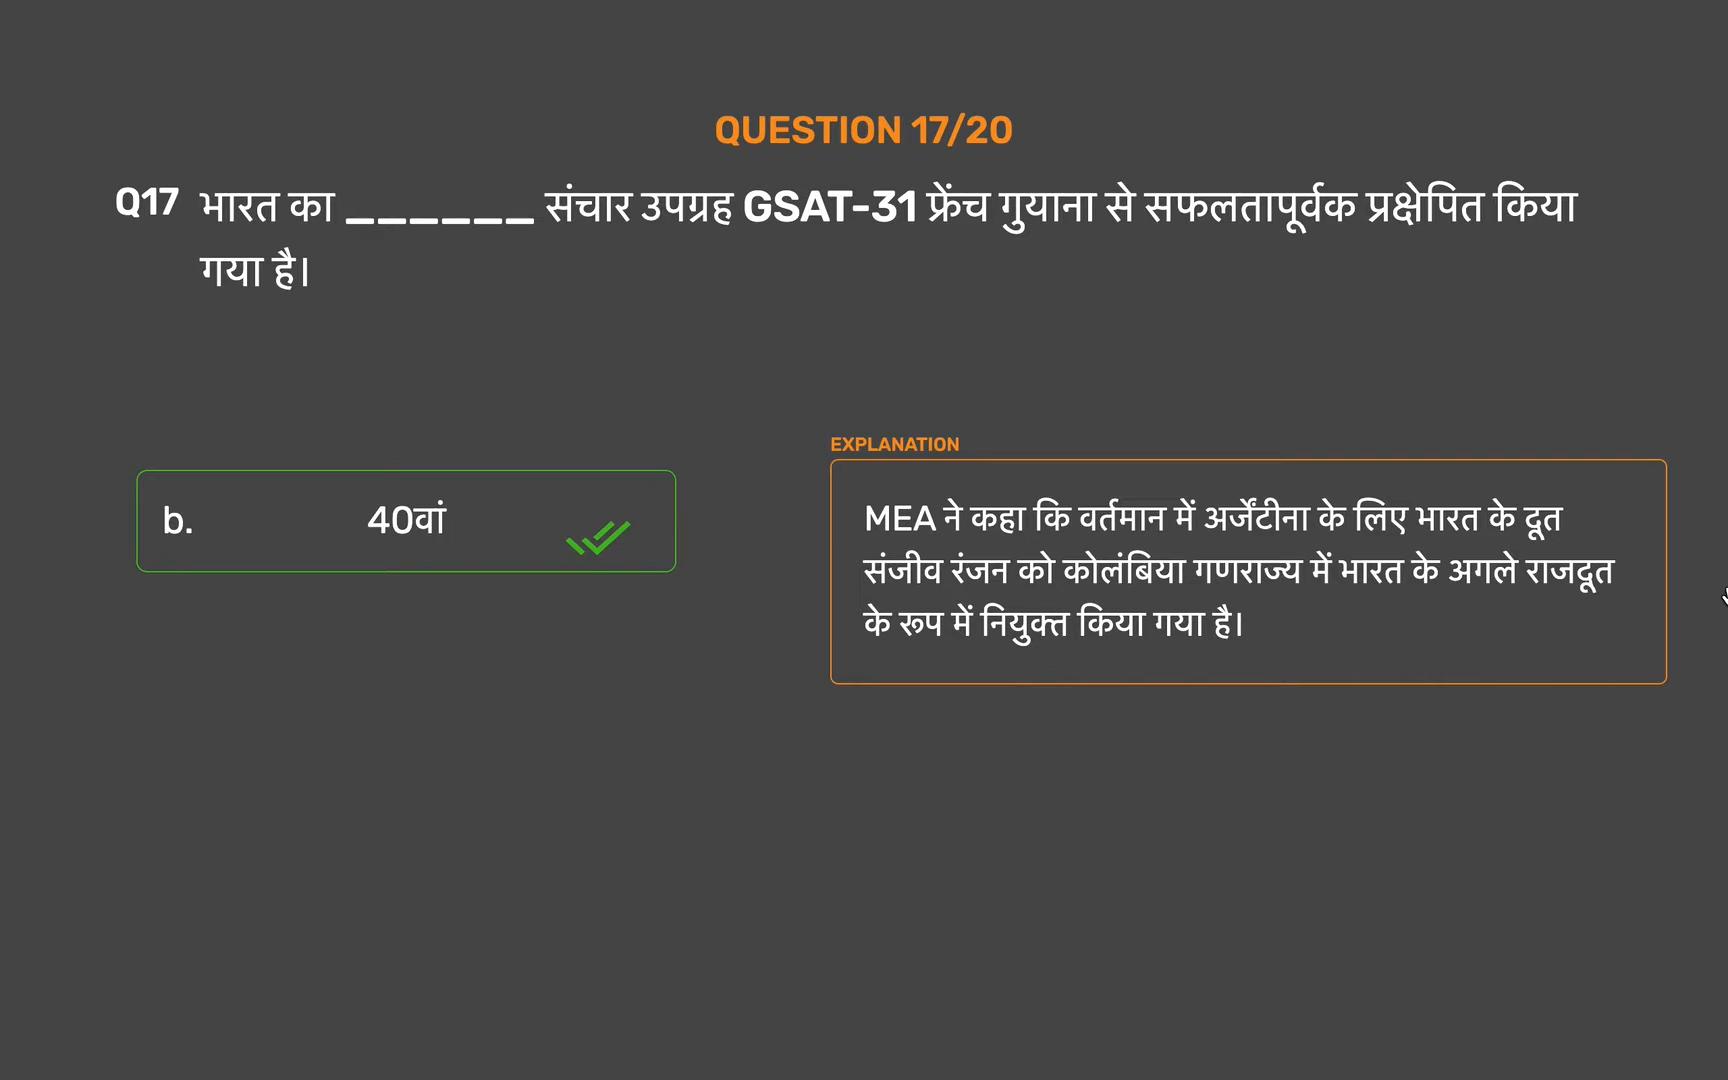 QUESTION 17/20
Q17 भारत का ______ संचार उपग्रह GSAT-31 फ्रेंच गुयाना से सफलतापूर्वक प्रक्षेपित किया
गया है।
EXPLANATION
b. 40वां
MEA ने कहा कि वर्तमान में अर्जेंटीना के लिए भारत के दूत
संजीव रंजन को कोलंबिया गणराज्य में भारत के अगले राजदूत
के रूप में नियुक्त किया गया है।